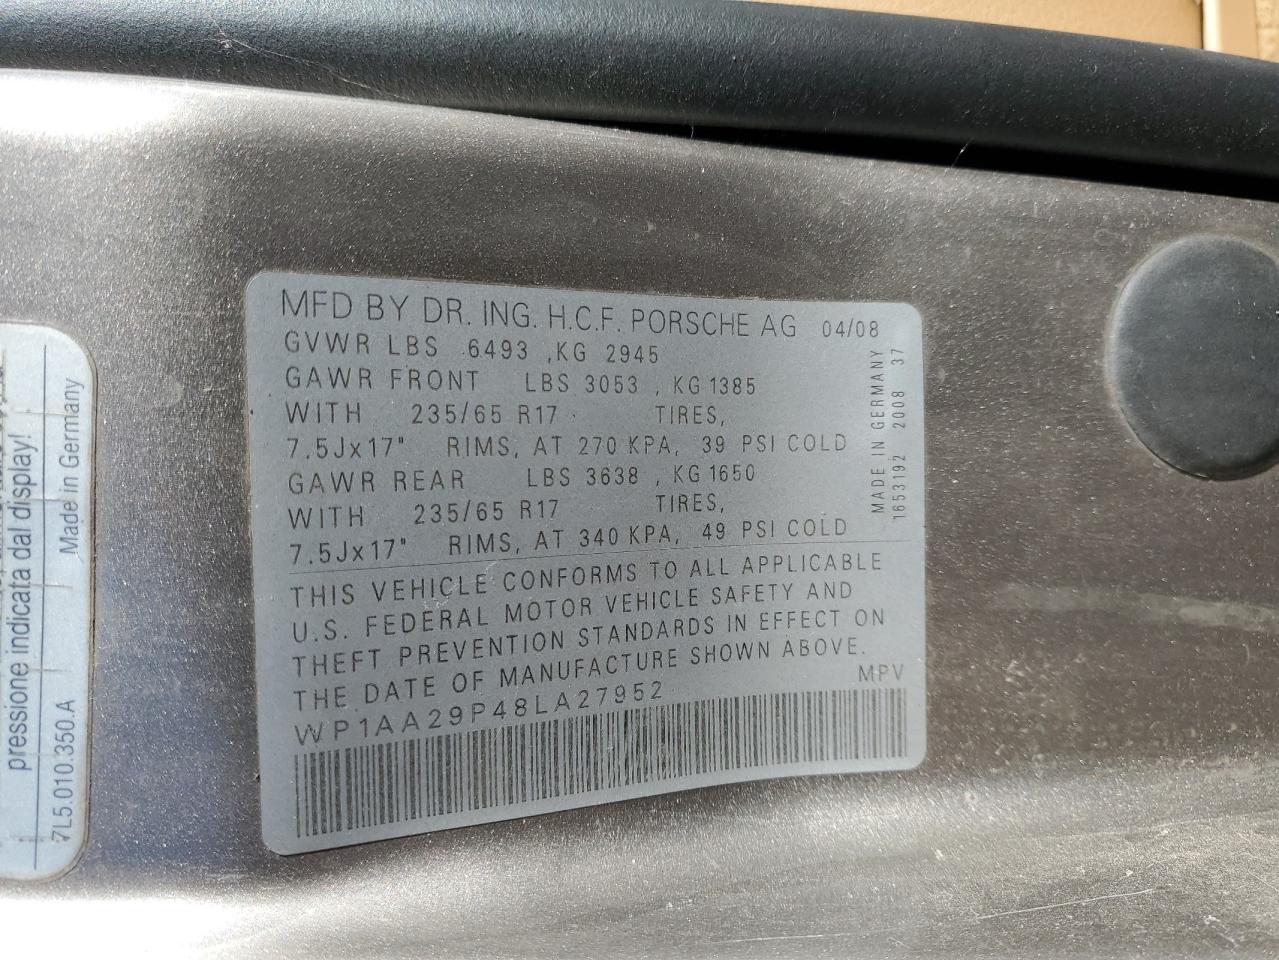 MFD BY DR. ING. H.C.F. PORSCHE AG 04/08
GVWR LBS 6493 ,KG 2945
GAWR FRONT LBS 3053 , KG 1385
WITH 235/65 R17 TIRES,
7.5Jx17" RIMS, AT 270 KPA, 39 PSI COLD
GAWR REAR LBS 3638 , KG 1650
WITH 235/65 R17 TIRES,
7.5Jx17" RIMS, AT 340 KPA, 49 PSI COLD
THIS VEHICLE CONFORMS TO ALL APPLICABLE
U.S. FEDERAL MOTOR VEHICLE SAFETY AND
THEFT PREVENTION STANDARDS IN EFFECT ON
THE DATE OF MANUFACTURE SHOWN ABOVE.
MPV
WP1AA29P48LA27952
MADE IN GERMANY
1653192 2008 37
pressione indicata dal display!
7L5.010.350.A Made in Germany